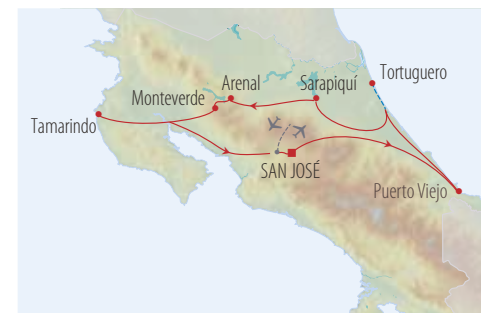 Tortuguero
Arenal
Sarapiquí
Monteverde
Tamarindo
SAN JOSÉ
Puerto Viejo